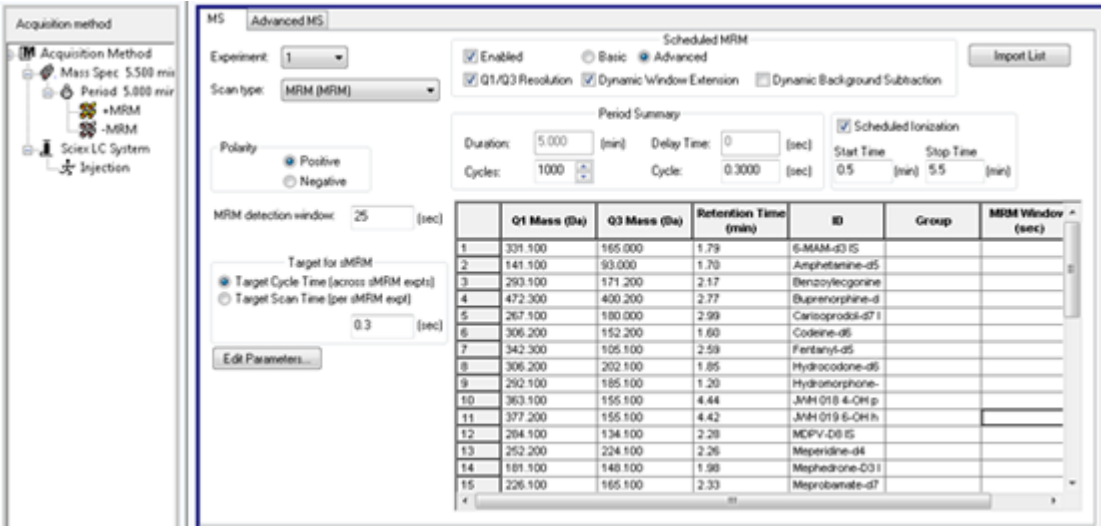 Acquisition method
Acquisition Method
Mass Spec 5.500 min
Period 5.000 min
+MRM
-MRM
Sciex LC System
Injection
MS
Advanced MS
Experiment: 1
Scan type: MRM (MRM)
Polarity
Positive
Negative
MRM detection window: 25 (sec)
Target for sMRM
Target Cycle Time (across sMRM expts)
Target Scan Time (per sMRM expt)
0.3 (sec)
Edit Parameters...
Scheduled MRM
Enabled Basic Advanced
Q1/Q3 Resolution Dynamic Window Extension Dynamic Background Subtraction
Import List
Period Summary
Duration: 5.000 (min) Delay Time: 0 (sec)
Cycles: 1000 Cycle: 0.3000 (sec)
Scheduled Ionization
Start Time Stop Time
0.5 (min) 5.5 (min)
Q1 Mass (Da) Q3 Mass (Da) Retention Time (min) ID Group MRM Window (sec)
1 331.100 165.000 1.79 6-MAM-d3 IS
2 141.100 93.000 1.70 Amphetamine-d5
3 293.100 171.200 2.17 Benzoylecgonine
4 472.300 400.200 2.77 Buprenorphine-d
5 267.100 180.000 2.99 Carisoprodol-d7 I
6 306.200 152.200 1.60 Codeine-d6
7 342.300 105.100 2.59 Fentanyl-d5
8 306.200 202.100 1.85 Hydrocodone-d6
9 292.100 185.100 1.20 Hydromorphone-
10 363.100 155.100 4.44 JWH 018 4-OH p
11 377.200 155.100 4.42 JWH 019 6-OH h
12 284.100 134.100 2.28 MDPV-D8 IS
13 252.200 224.100 2.26 Meperidine-d4
14 181.100 148.100 1.98 Mephedrone-D3 I
15 226.100 165.100 2.33 Meprobamate-d7